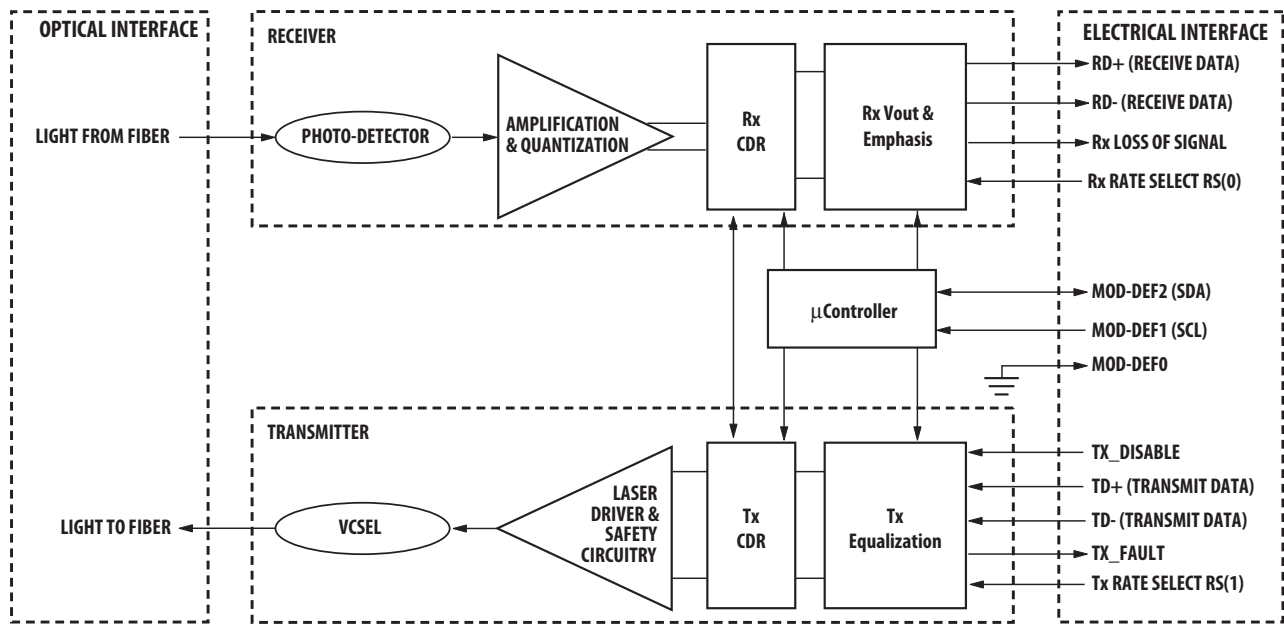 OPTICAL INTERFACE
RECEIVER
ELECTRICAL INTERFACE
LIGHT FROM FIBER
PHOTO-DETECTOR
AMPLIFICATION
& QUANTIZATION
Rx
CDR
Rx Vout &
Emphasis
RD+ (RECEIVE DATA)
RD- (RECEIVE DATA)
Rx LOSS OF SIGNAL
Rx RATE SELECT RS(0)
μController
MOD-DEF2 (SDA)
MOD-DEF1 (SCL)
MOD-DEF0
TRANSMITTER
LIGHT TO FIBER
VCSEL
LASER
DRIVER &
SAFETY
CIRCUITRY
Tx
CDR
Tx
Equalization
TX_DISABLE
TD+ (TRANSMIT DATA)
TD- (TRANSMIT DATA)
TX_FAULT
Tx RATE SELECT RS(1)